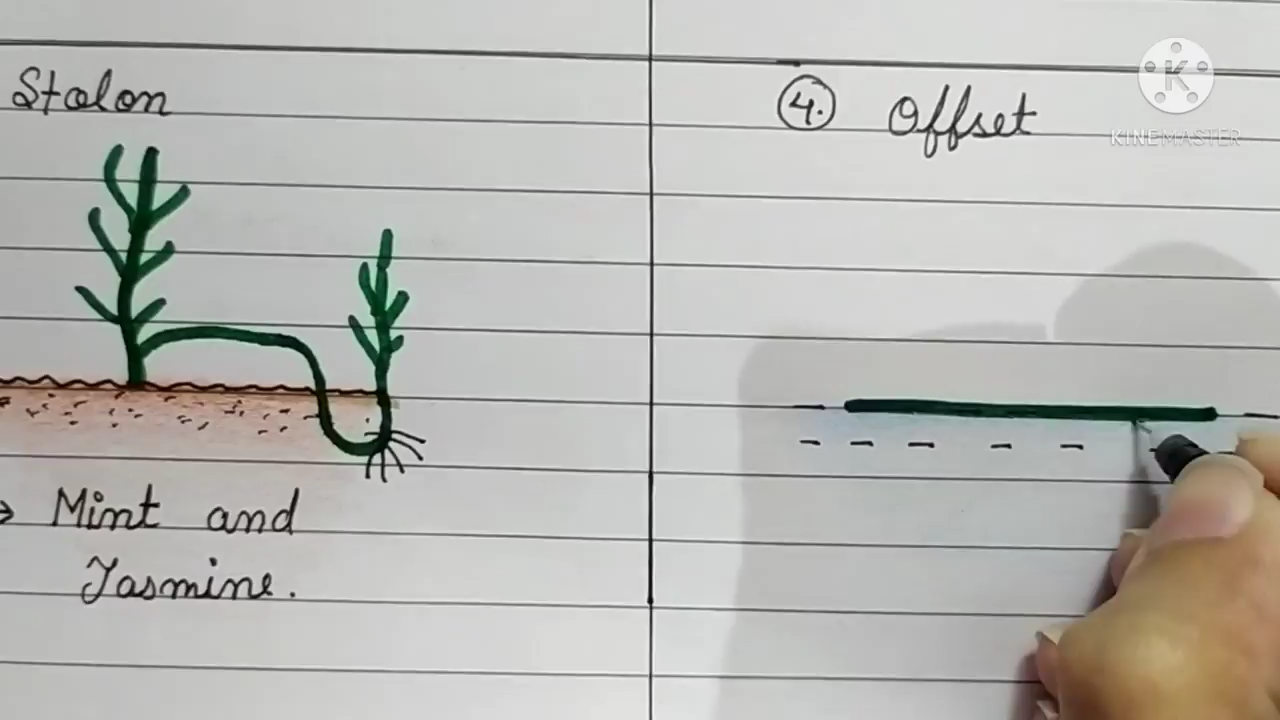 Stolon
4. Offset
K
KINEMASTER
→ Mint and
Jasmine.